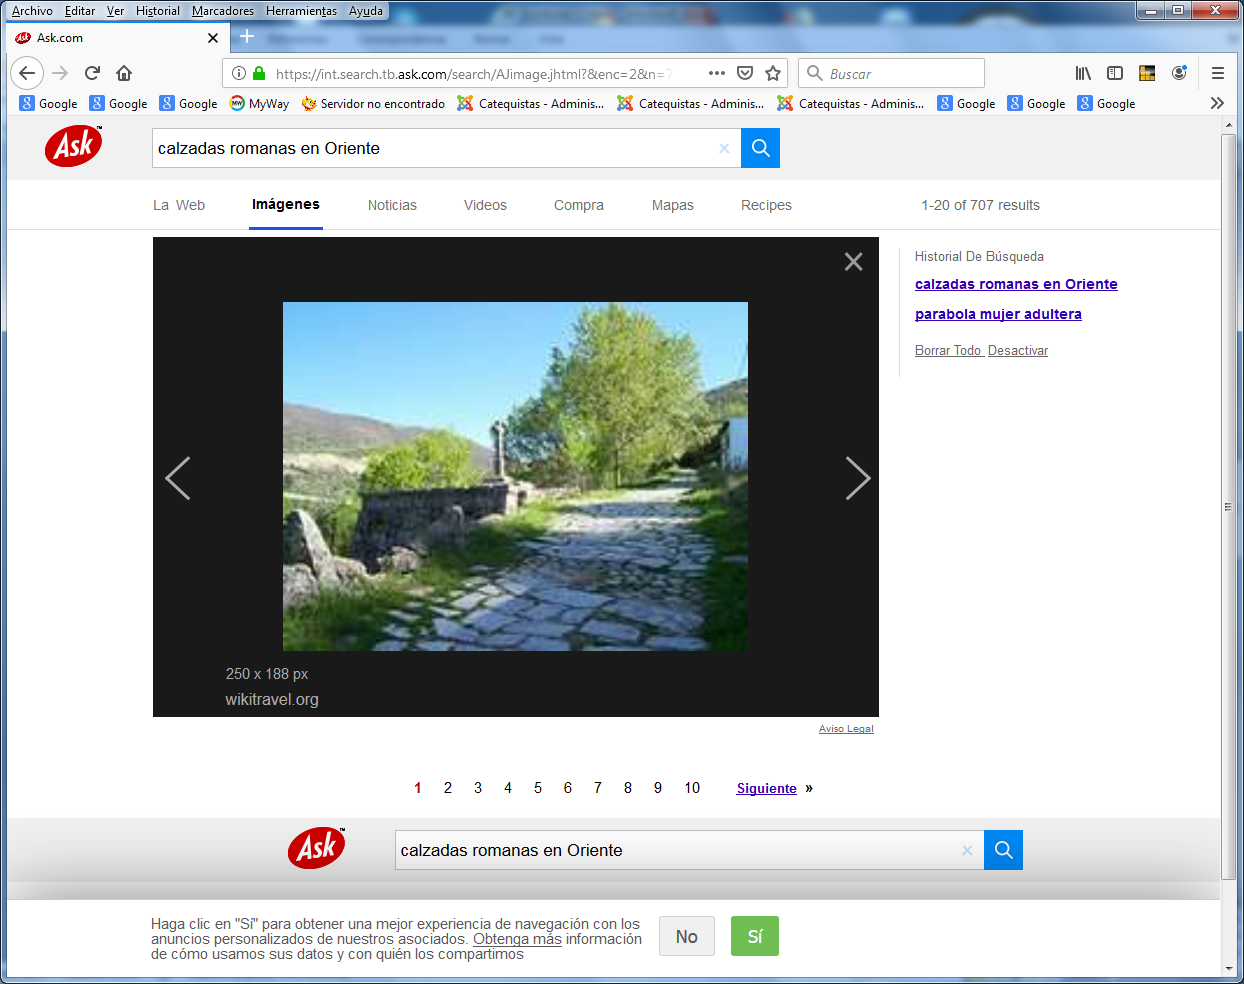 Archivo Editar Ver Historial Marcadores Herramientas Ayuda
Ask.com
https://int.search.tb.ask.com/search/AJimage.jhtml?&enc=2&n=7
Buscar
Google Google Google MyWay Servidor no encontrado Catequistas - Adminis... Catequistas - Adminis... Catequistas - Adminis... Google Google Google
Ask™
calzadas romanas en Oriente
La Web Imágenes Noticias Videos Compra Mapas Recipes 1-20 of 707 results
Historial De Búsqueda
calzadas romanas en Oriente
parabola mujer adultera
Borrar Todo Desactivar
250 x 188 px
wikitravel.org
Aviso Legal
1 2 3 4 5 6 7 8 9 10 Siguiente »
Ask™
calzadas romanas en Oriente
Haga clic en "Sí" para obtener una mejor experiencia de navegación con los
anuncios personalizados de nuestros asociados. Obtenga más información
de cómo usamos sus datos y con quién los compartimos
No Sí